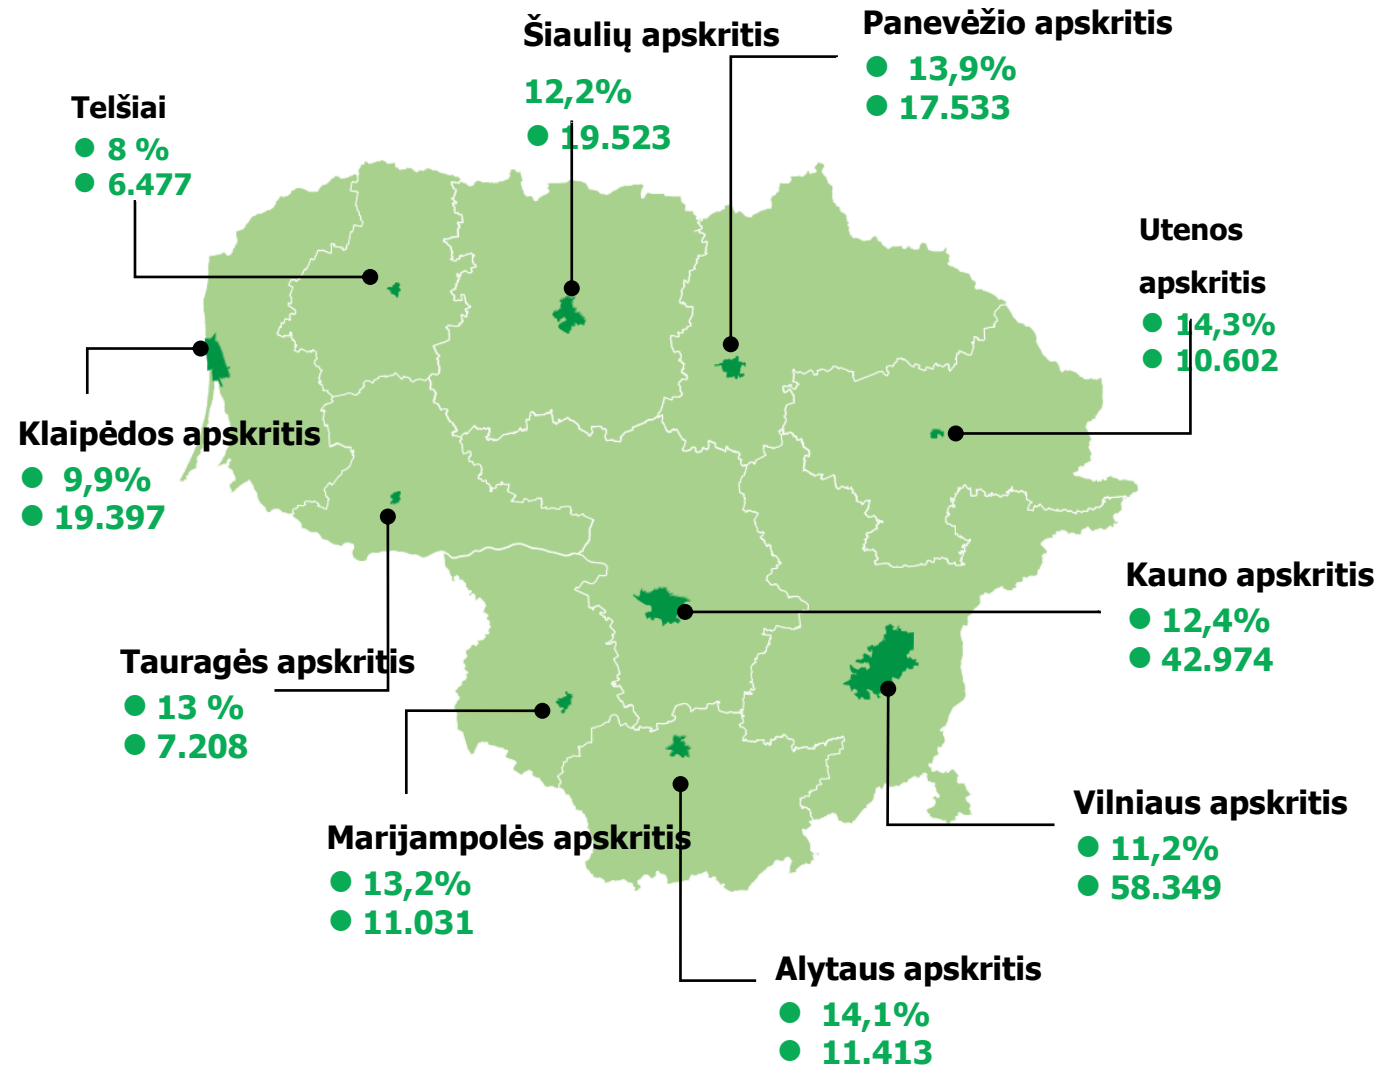 Šiaulių apskritis
12,2%
19.523
Panevėžio apskritis
13,9%
17.533
Telšiai
8 %
6.477
Utenos
apskritis
14,3%
10.602
Klaipėdos apskritis
9,9%
19.397
Kauno apskritis
12,4%
42.974
Tauragės apskritis
13 %
7.208
Vilniaus apskritis
11,2%
58.349
Marijampolės apskritis
13,2%
11.031
Alytaus apskritis
14,1%
11.413